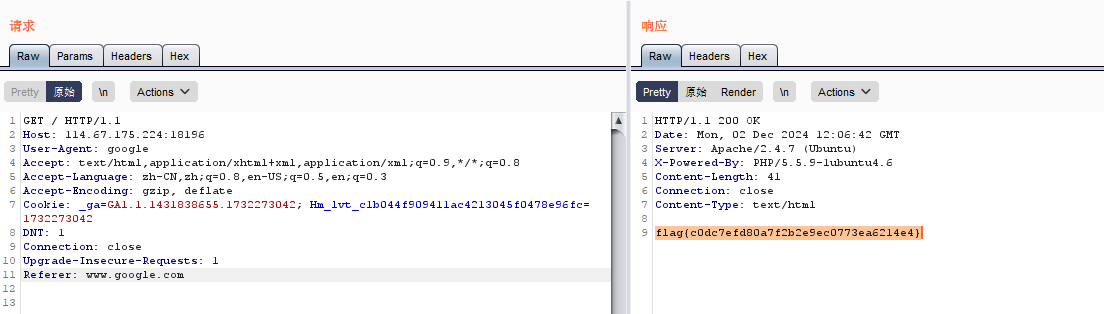 请求
Raw Params Headers Hex
Pretty 原始 \n Actions
1 GET / HTTP/1.1
2 Host: 114.67.175.224:18196
3 User-Agent: google
4 Accept: text/html,application/xhtml+xml,application/xml;q=0.9,*/*;q=0.8
5 Accept-Language: zh-CN,zh;q=0.8,en-US;q=0.5,en;q=0.3
6 Accept-Encoding: gzip, deflate
7 Cookie: _ga=GA1.1.1431838655.1732273042; Hm_lvt_c1b044f909411ac4213045f0478e96fc=
1732273042
8 DNT: 1
9 Connection: close
10 Upgrade-Insecure-Requests: 1
11 Referer: www.google.com
12
13
响应
Raw Headers Hex
Pretty 原始 Render \n Actions
1 HTTP/1.1 200 OK
2 Date: Mon, 02 Dec 2024 12:06:42 GMT
3 Server: Apache/2.4.7 (Ubuntu)
4 X-Powered-By: PHP/5.5.9-1ubuntu4.6
5 Content-Length: 41
6 Connection: close
7 Content-Type: text/html
8
9 flag{c0dc7efd80a7f2b2e9ec0773ea6214e4}